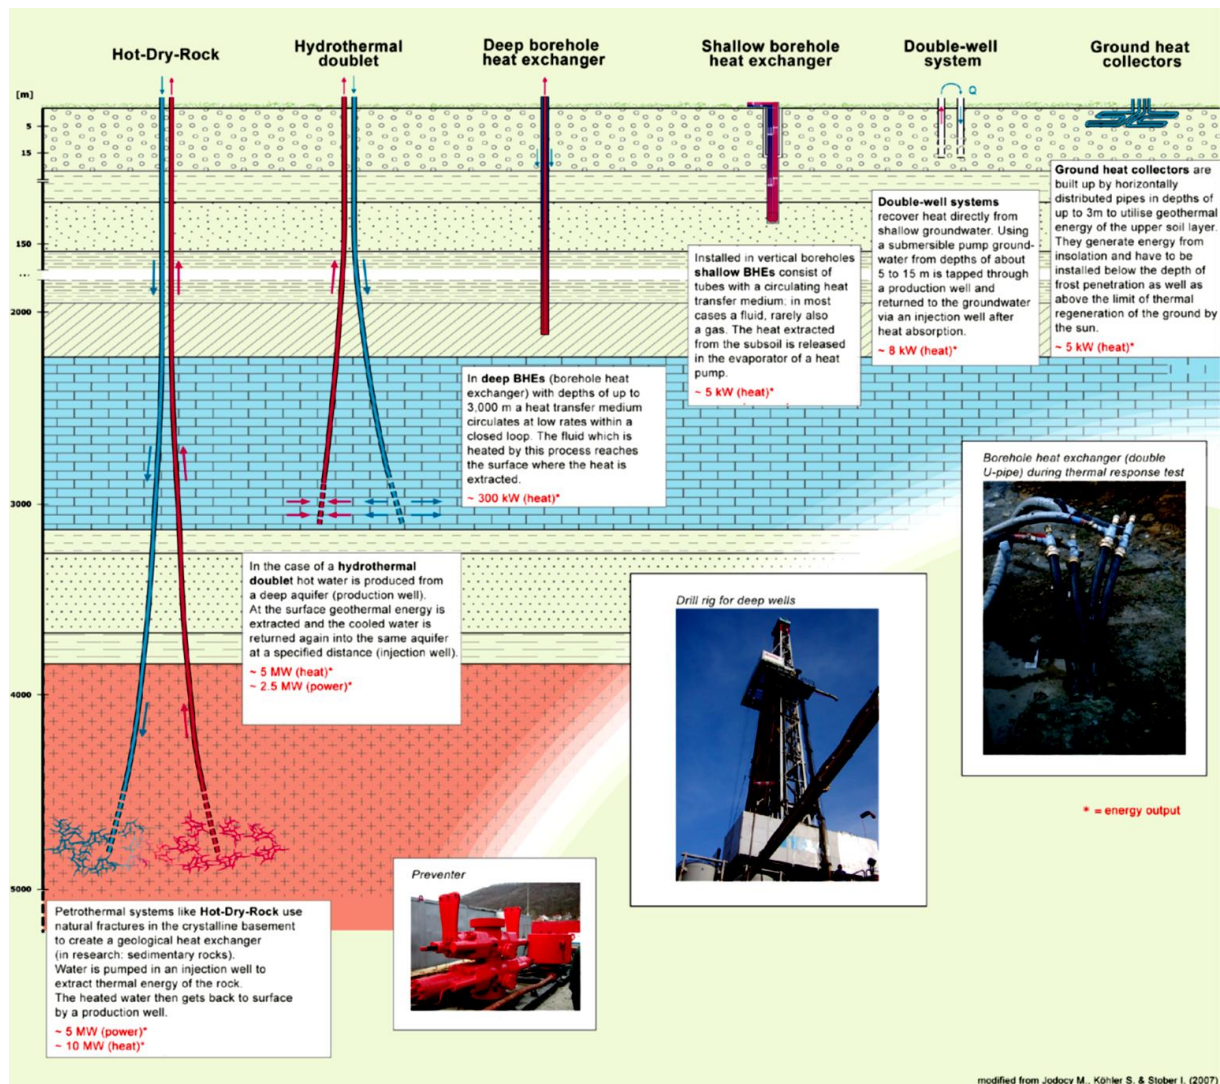 Hot-Dry-Rock
Hydrothermal
doublet
Deep borehole
heat exchanger
Shallow borehole
heat exchanger
Double-well
system
Ground heat
collectors
[m]
Q
5
15
150
...
2000
3000
4000
5000
Ground heat collectors are
built up by horizontally
distributed pipes in depths of
up to 3m to utilise geothermal
energy of the upper soil layer.
They generate energy from
insolation and have to be
installed below the depth of
frost penetration as well as
above the limit of thermal
regeneration of the ground by
the sun.
~ 5 kW (heat)*
Double-well systems
recover heat directly from
shallow groundwater. Using
a submersible pump ground-
water from depths of about
5 to 15 m is tapped through
a production well and
returned to the groundwater
via an injection well after
heat absorption.
~ 8 kW (heat)*
Installed in vertical boreholes
shallow BHEs consist of
tubes with a circulating heat
transfer medium: in most
cases a fluid, rarely also
a gas. The heat extracted
from the subsoil is released
in the evaporator of a heat
pump.
~ 5 kW (heat)*
In deep BHEs (borehole heat
exchanger) with depths of up to
3,000 m a heat transfer medium
circulates at low rates within a
closed loop. The fluid which is
heated by this process reaches
the surface where the heat is
extracted.
~ 300 kW (heat)*
Borehole heat exchanger (double
U-pipe) during thermal response test
In the case of a hydrothermal
doublet hot water is produced from
a deep aquifer (production well).
At the surface geothermal energy is
extracted and the cooled water is
returned again into the same aquifer
at a specified distance (injection well).
~ 5 MW (heat)*
~ 2.5 MW (power)*
Drill rig for deep wells
* = energy output
Preventer
Petrothermal systems like Hot-Dry-Rock use
natural fractures in the crystalline basement
to create a geological heat exchanger
(in research: sedimentary rocks).
Water is pumped in an injection well to
extract thermal energy of the rock.
The heated water then gets back to surface
by a production well.
~ 5 MW (power)*
~ 10 MW (heat)*
modified from Jodocy M., Köhler S. & Stober I. (2007)